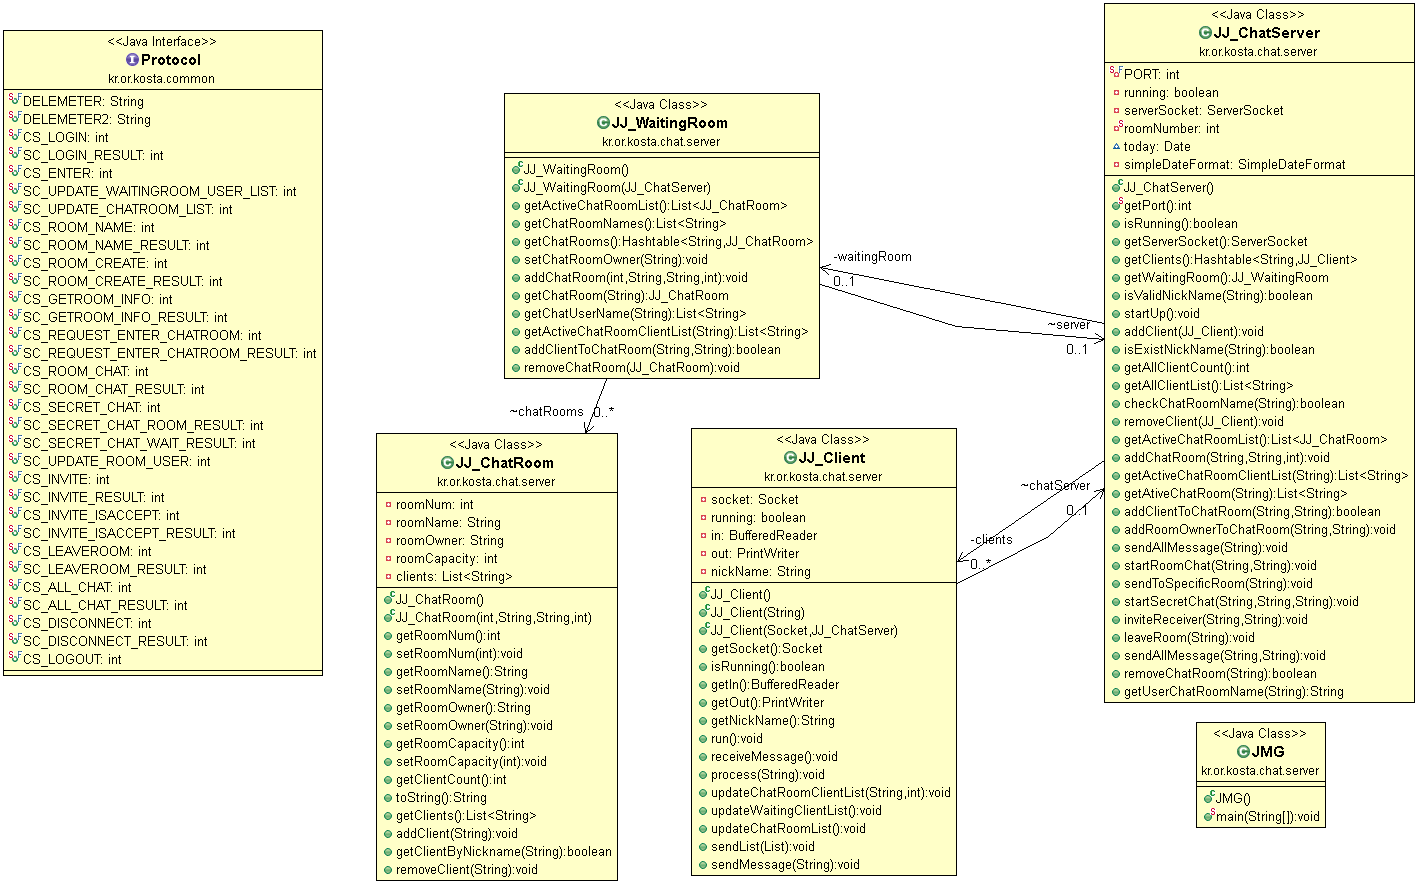 <<Java Interface>>
Protocol
kr.or.kosta.common
DELEMETER: String
DELEMETER2: String
CS_LOGIN: int
SC_LOGIN_RESULT: int
CS_ENTER: int
SC_UPDATE_WAITINGROOM_USER_LIST: int
SC_UPDATE_CHATROOM_LIST: int
CS_ROOM_NAME: int
SC_ROOM_NAME_RESULT: int
CS_ROOM_CREATE: int
SC_ROOM_CREATE_RESULT: int
CS_GETROOM_INFO: int
SC_GETROOM_INFO_RESULT: int
CS_REQUEST_ENTER_CHATROOM: int
SC_REQUEST_ENTER_CHATROOM_RESULT: int
CS_ROOM_CHAT: int
SC_ROOM_CHAT_RESULT: int
CS_SECRET_CHAT: int
SC_SECRET_CHAT_ROOM_RESULT: int
SC_SECRET_CHAT_WAIT_RESULT: int
SC_UPDATE_ROOM_USER: int
CS_INVITE: int
SC_INVITE_RESULT: int
CS_INVITE_ISACCEPT: int
SC_INVITE_ISACCEPT_RESULT: int
CS_LEAVEROOM: int
SC_LEAVEROOM_RESULT: int
CS_ALL_CHAT: int
SC_ALL_CHAT_RESULT: int
CS_DISCONNECT: int
SC_DISCONNECT_RESULT: int
CS_LOGOUT: int
<<Java Class>>
JJ_WaitingRoom
kr.or.kosta.chat.server
JJ_WaitingRoom()
JJ_WaitingRoom(JJ_ChatServer)
getActiveChatRoomList():List<JJ_ChatRoom>
getChatRoomNames():List<String>
getChatRooms():Hashtable<String,JJ_ChatRoom>
setChatRoomOwner(String):void
addChatRoom(int,String,String,int):void
getChatRoom(String):JJ_ChatRoom
getChatUserName(String):List<String>
getActiveChatRoomClientList(String):List<String>
addClientToChatRoom(String,String):boolean
removeChatRoom(JJ_ChatRoom):void
-waitingRoom
0..1
~server
0..1
~chatRooms
0..*
<<Java Class>>
JJ_ChatRoom
kr.or.kosta.chat.server
roomNum: int
roomName: String
roomOwner: String
roomCapacity: int
clients: List<String>
JJ_ChatRoom()
JJ_ChatRoom(int,String,String,int)
getRoomNum():int
setRoomNum(int):void
getRoomName():String
setRoomName(String):void
getRoomOwner():String
setRoomOwner(String):void
getRoomCapacity():int
setRoomCapacity(int):void
getClientCount():int
toString():String
getClients():List<String>
addClient(String):void
getClientByNickname(String):boolean
removeClient(String):void
<<Java Class>>
JJ_Client
kr.or.kosta.chat.server
socket: Socket
running: boolean
in: BufferedReader
out: PrintWriter
nickName: String
JJ_Client()
JJ_Client(String)
JJ_Client(Socket,JJ_ChatServer)
getSocket():Socket
isRunning():boolean
getIn():BufferedReader
getOut():PrintWriter
getNickName():String
run():void
receiveMessage():void
process(String):void
updateChatRoomClientList(String,int):void
updateWaitingClientList():void
updateChatRoomList():void
sendList(List):void
sendMessage(String):void
~chatServer
0..1
-clients
0..*
<<Java Class>>
JJ_ChatServer
kr.or.kosta.chat.server
PORT: int
running: boolean
serverSocket: ServerSocket
roomNumber: int
today: Date
simpleDateFormat: SimpleDateFormat
JJ_ChatServer()
getPort():int
isRunning():boolean
getServerSocket():ServerSocket
getClients():Hashtable<String,JJ_Client>
getWaitingRoom():JJ_WaitingRoom
isValidNickName(String):boolean
startUp():void
addClient(JJ_Client):void
isExistNickName(String):boolean
getAllClientCount():int
getAllClientList():List<String>
checkChatRoomName(String):boolean
removeClient(JJ_Client):void
getActiveChatRoomList():List<JJ_ChatRoom>
addChatRoom(String,String,int):void
getActiveChatRoomClientList(String):List<String>
getAtiveChatRoom(String):List<String>
addClientToChatRoom(String,String):boolean
addRoomOwnerToChatRoom(String,String):void
sendAllMessage(String):void
startRoomChat(String,String):void
sendToSpecificRoom(String):void
startSecretChat(String,String,String):void
inviteReceiver(String,String):void
leaveRoom(String):void
sendAllMessage(String,String):void
removeChatRoom(String):boolean
getUserChatRoomName(String):String
<<Java Class>>
JMG
kr.or.kosta.chat.server
JMG()
main(String[]):void